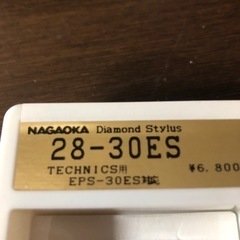 NAGAOKA Diamond Stylus
28-30ES
TECHNICS用 ¥6,800
EPS-30ES対応